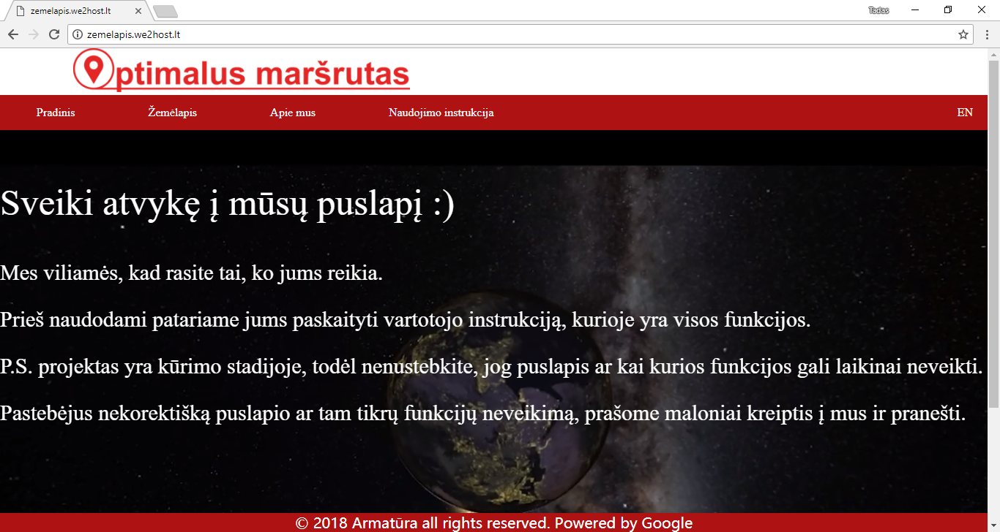 zemelapis.we2host.lt
Tadas
zemelapis.we2host.lt
Optimalus maršrutas
Pradinis Žemėlapis Apie mus Naudojimo instrukcija EN
Sveiki atvykę į mūsų puslapį :)
Mes viliamės, kad rasite tai, ko jums reikia.
Prieš naudodami patariame jums paskaityti vartotojo instrukciją, kurioje yra visos funkcijos.
P.S. projektas yra kūrimo stadijoje, todėl nenustebkite, jog puslapis ar kai kurios funkcijos gali laikinai neveikti.
Pastebėjus nekorektišką puslapio ar tam tikrų funkcijų neveikimą, prašome maloniai kreiptis į mus ir pranešti.
© 2018 Armatūra all rights reserved. Powered by Google